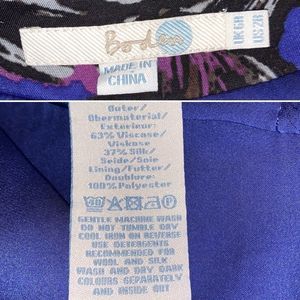 Boden
MADE IN
CHINA
UK 6R
US 2R
Outer/
Obermaterial/
Exterieur:
63% Viscose/
Viskose
37% Silk/
Seide/Soie
Lining/Futter/
Doublure:
100% Polyester
30
GENTLE MACHINE WASH
DO NOT TUMBLE DRY
COOL IRON ON REVERSE
USE DETERGENTS
RECOMMENDED FOR
WOOL AND SILK
WASH AND DRY DARK
COLOURS SEPARATELY
AND INSIDE OUT